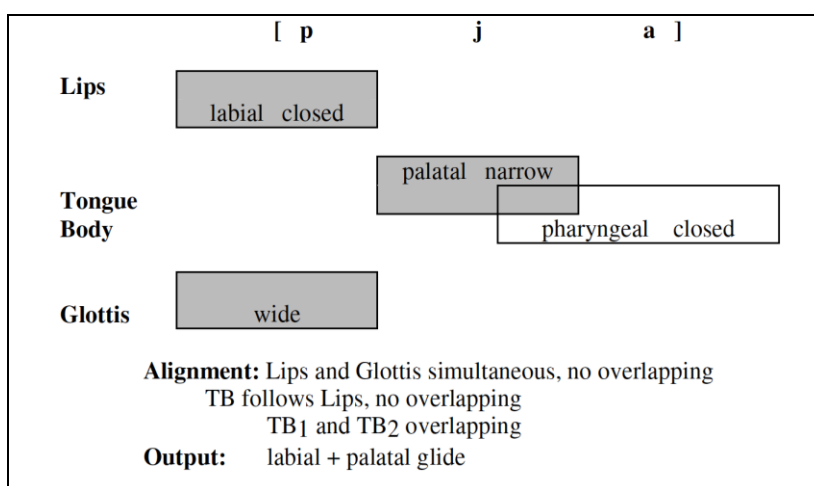 [ p j a ]
Lips
labial closed
palatal narrow
Tongue
Body
pharyngeal closed
Glottis
wide
Alignment: Lips and Glottis simultaneous, no overlapping
TB follows Lips, no overlapping
TB1 and TB2 overlapping
Output: labial + palatal glide